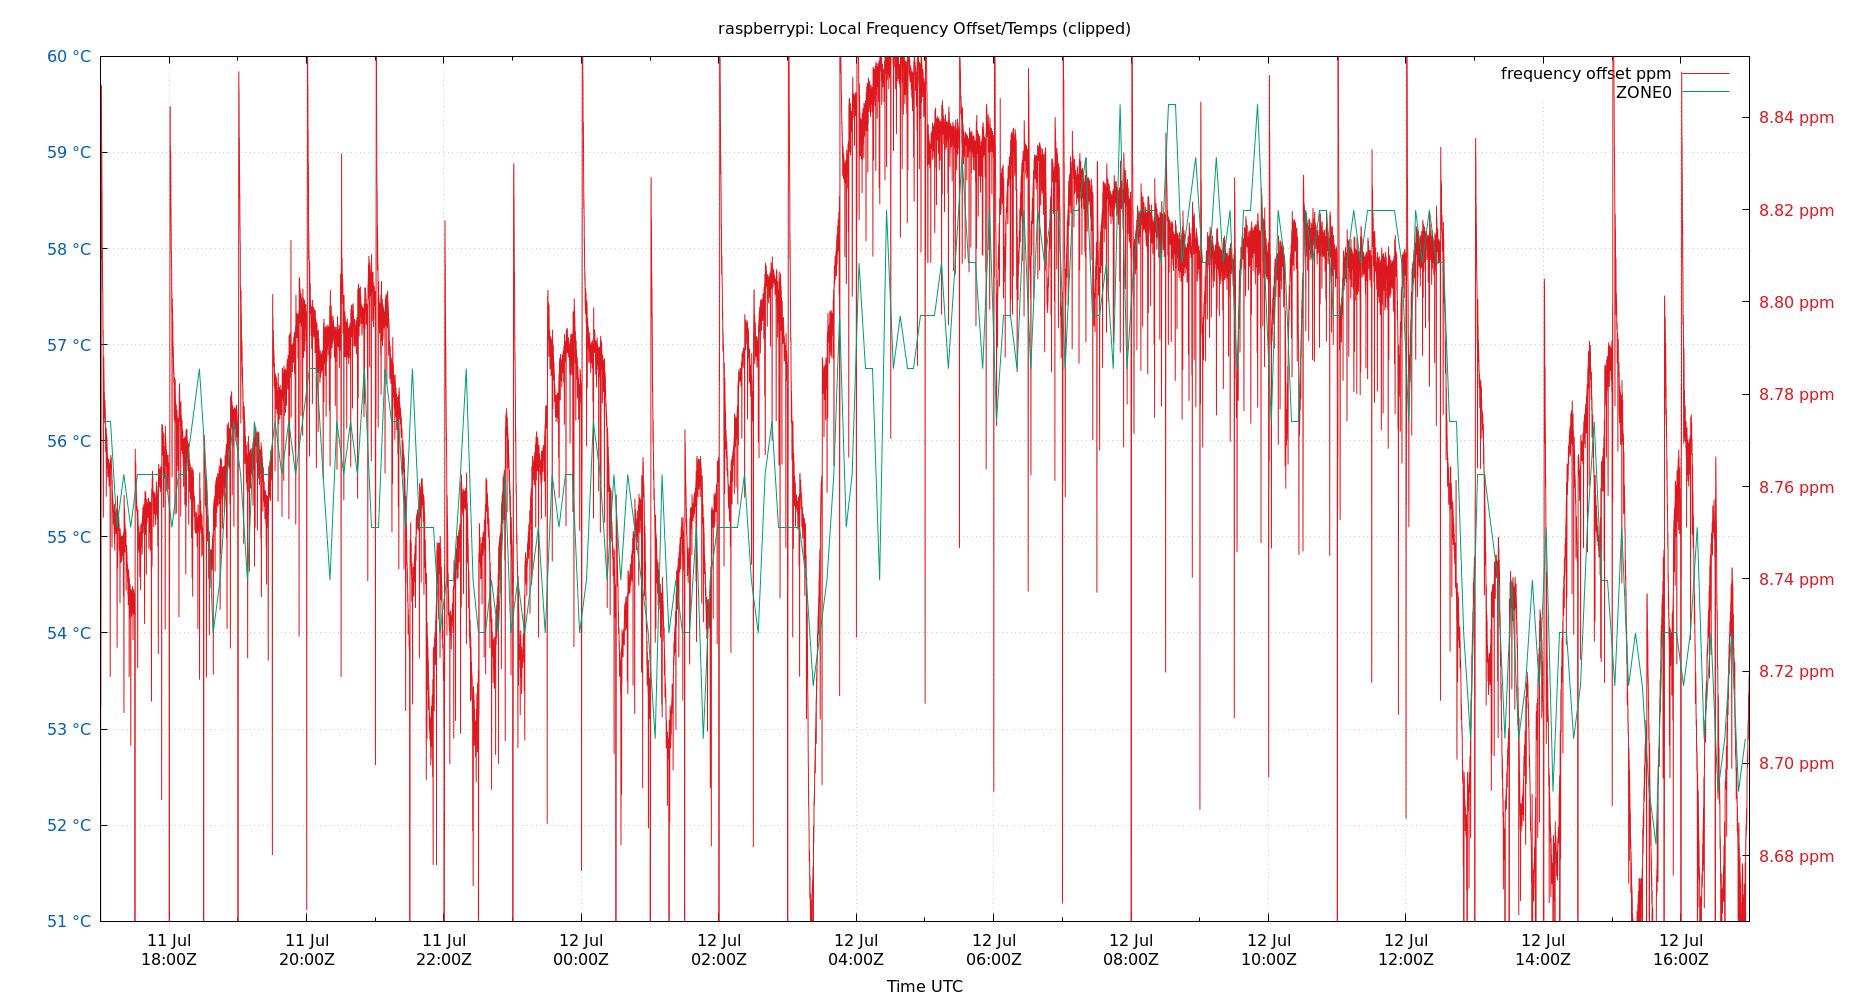 raspberrypi: Local Frequency Offset/Temps (clipped)
frequency offset ppm
ZONE0
60 °C
59 °C
58 °C
57 °C
56 °C
55 °C
54 °C
53 °C
52 °C
51 °C
8.84 ppm
8.82 ppm
8.80 ppm
8.78 ppm
8.76 ppm
8.74 ppm
8.72 ppm
8.70 ppm
8.68 ppm
11 Jul 11 Jul 11 Jul 12 Jul 12 Jul 12 Jul 12 Jul 12 Jul 12 Jul 12 Jul 12 Jul 12 Jul
18:00Z 20:00Z 22:00Z 00:00Z 02:00Z 04:00Z 06:00Z 08:00Z 10:00Z 12:00Z 14:00Z 16:00Z
Time UTC